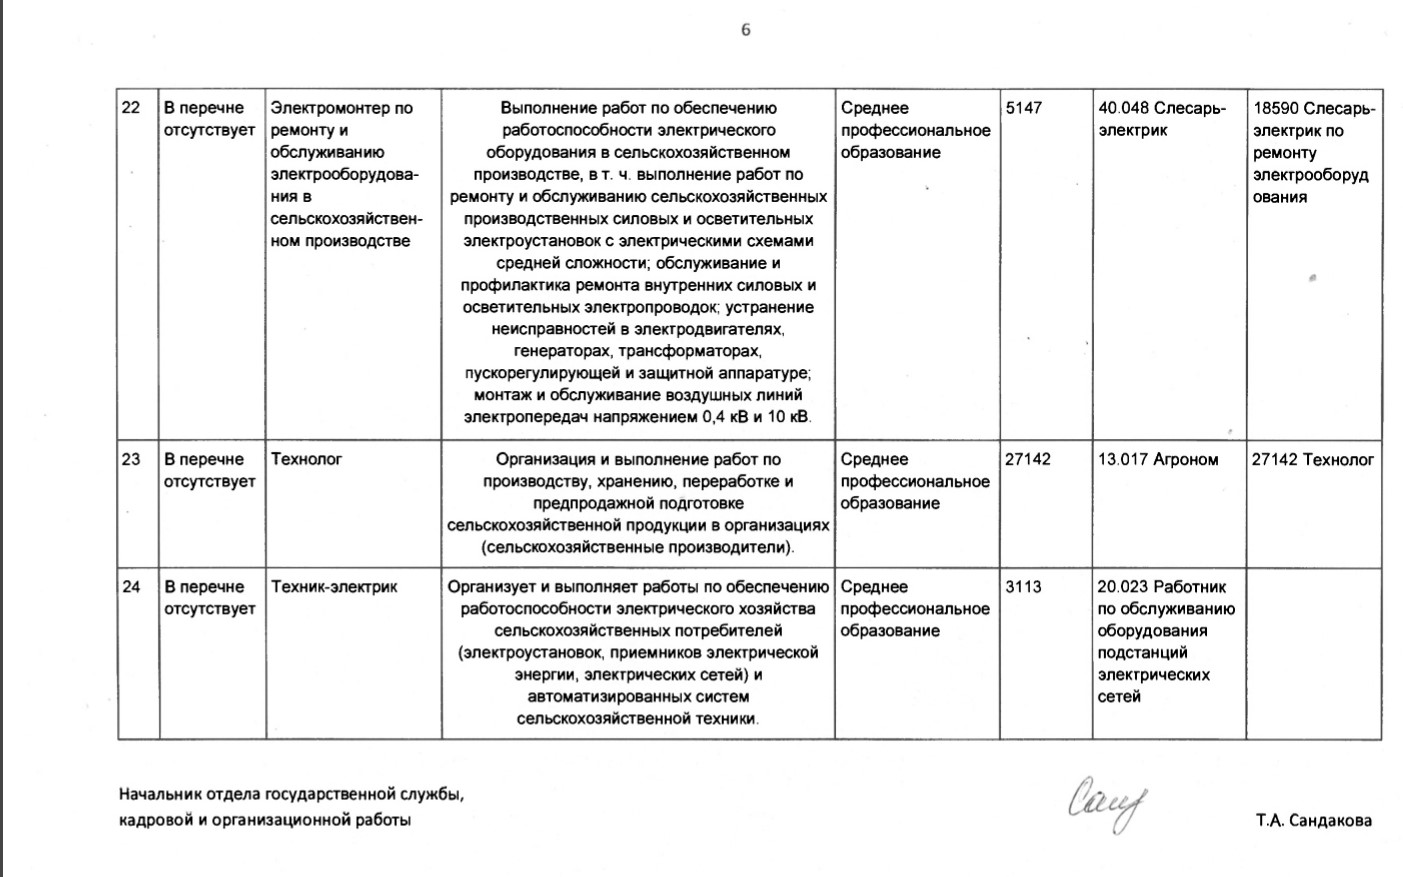 6
22
В перечне
отсутствует
Электромонтер по
ремонту и
обслуживанию
электрооборудова-
ния в
сельскохозяйствен-
ном производстве
Выполнение работ по обеспечению
работоспособности электрического
оборудования в сельскохозяйственном
производстве, в т. ч. выполнение работ по
ремонту и обслуживанию сельскохозяйственных
производственных силовых и осветительных
электроустановок с электрическими схемами
средней сложности; обслуживание и
профилактика ремонта внутренних силовых и
осветительных электропроводок; устранение
неисправностей в электродвигателях,
генераторах, трансформаторах,
пускорегулирующей и защитной аппаратуре;
монтаж и обслуживание воздушных линий
электропередач напряжением 0,4 кВ и 10 кВ.
Среднее
профессиональное
образование
5147
40.048 Слесарь-
электрик
18590 Слесарь-
электрик по
ремонту
электрооборуд
ования
23
В перечне
отсутствует
Технолог
Организация и выполнение работ по
производству, хранению, переработке и
предпродажной подготовке
сельскохозяйственной продукции в организациях
(сельскохозяйственные производители).
Среднее
профессиональное
образование
27142
13.017 Агроном
27142 Технолог
24
В перечне
отсутствует
Техник-электрик
Организует и выполняет работы по обеспечению
работоспособности электрического хозяйства
сельскохозяйственных потребителей
(электроустановок, приемников электрической
энергии, электрических сетей) и
автоматизированных систем
сельскохозяйственной техники.
Среднее
профессиональное
образование
3113
20.023 Работник
по обслуживанию
оборудования
подстанций
электрических
сетей
Начальник отдела государственной службы,
кадровой и организационной работы
Т.А. Сандакова